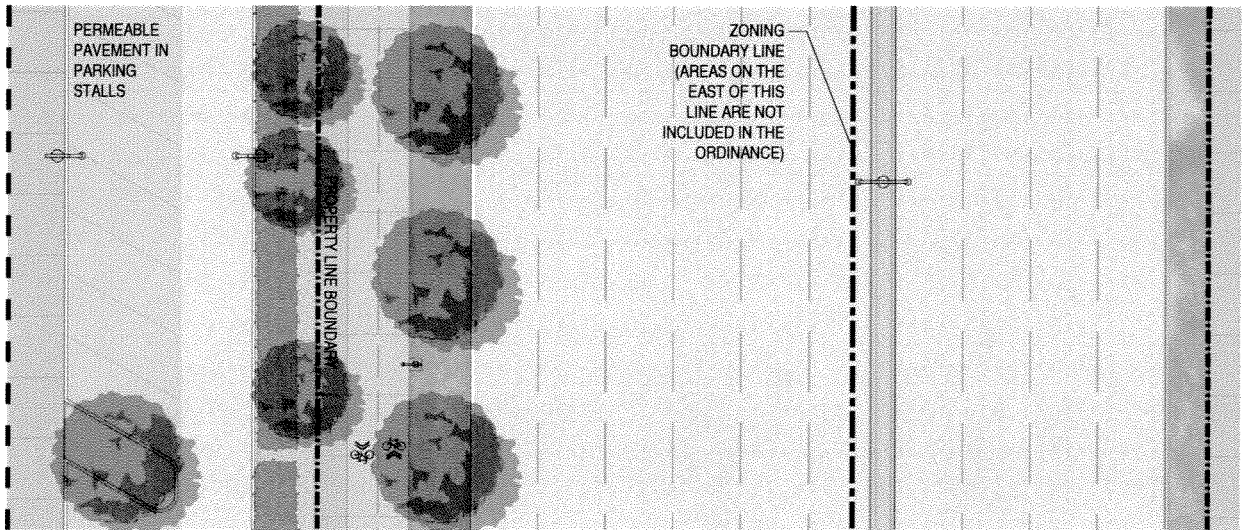 PERMEABLE
PAVEMENT IN
PARKING
STALLS
PROPERTY LINE BOUNDARY
ZONING
BOUNDARY LINE
(AREAS ON THE
EAST OF THIS
LINE ARE NOT
INCLUDED IN THE
ORDINANCE)